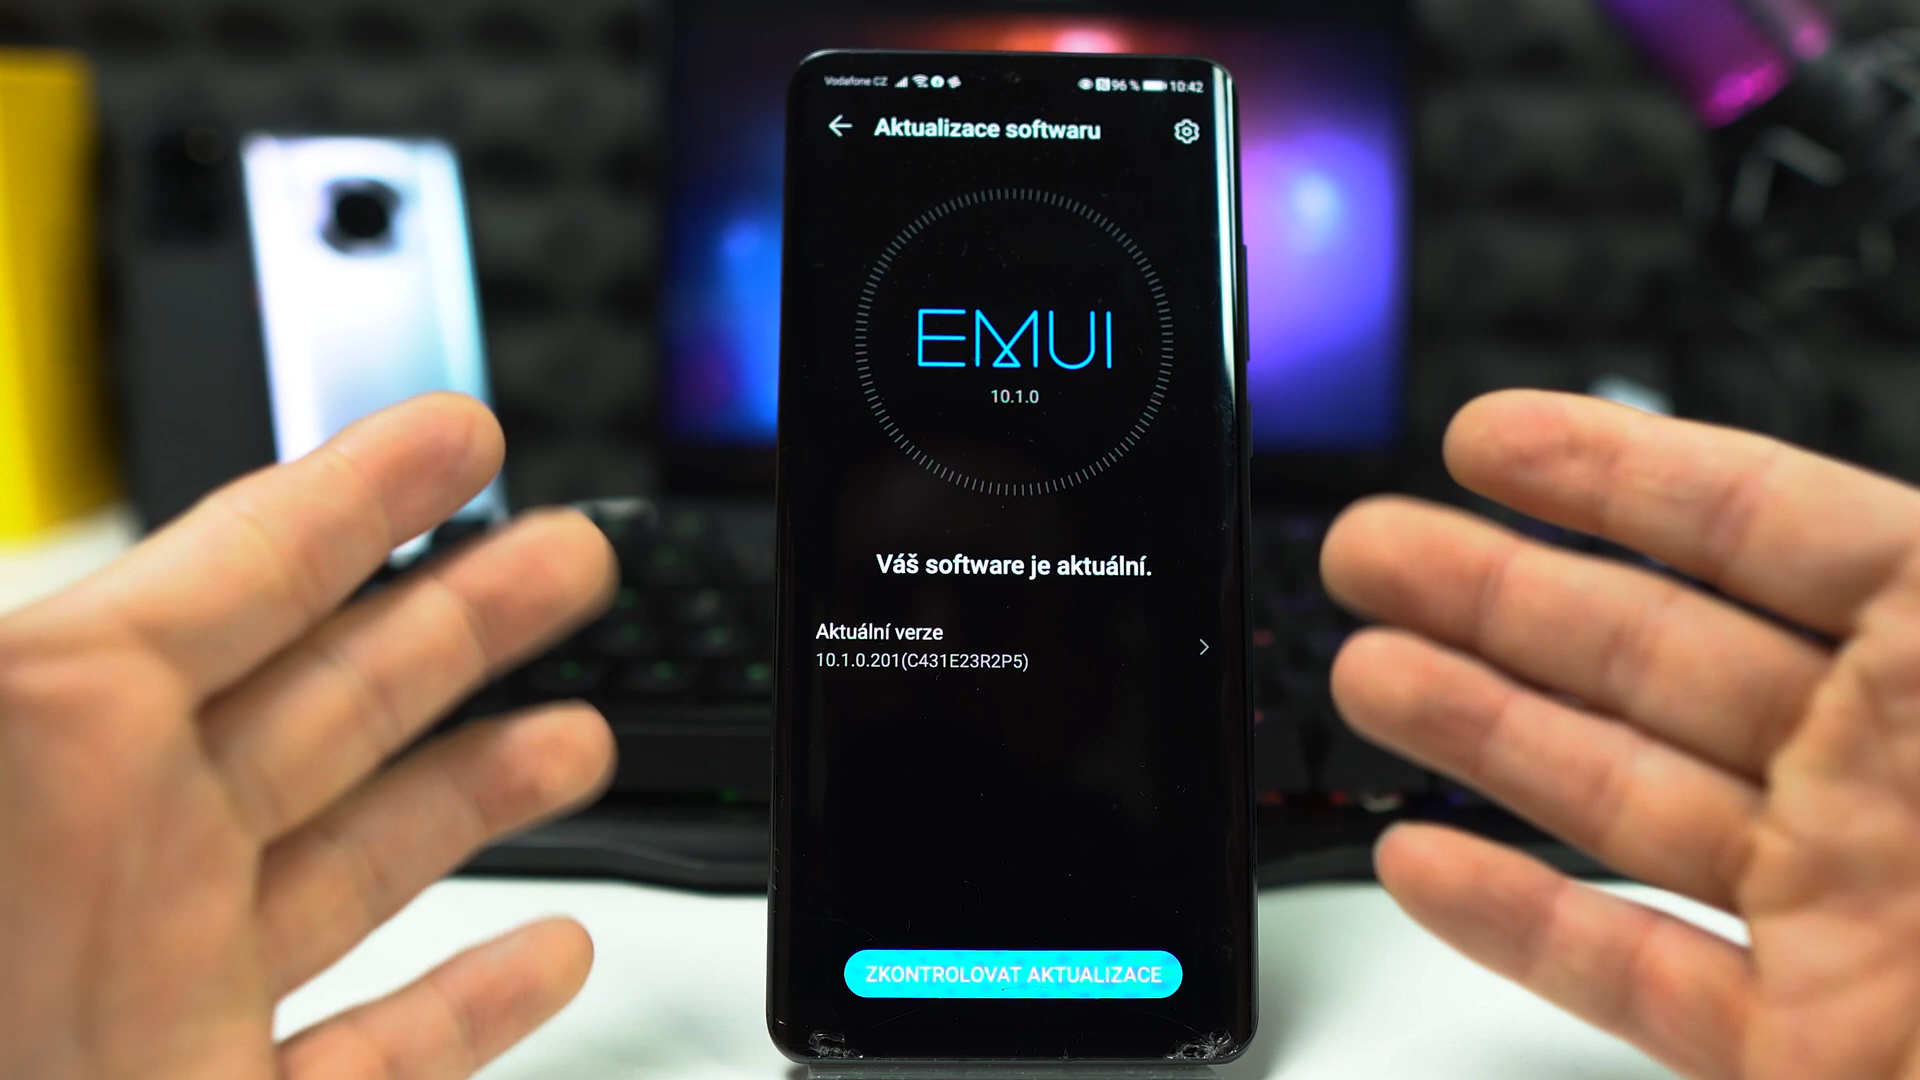 Vodafone CZ 96 % 10:42
Aktualizace softwaru
EMUI
10.1.0
Váš software je aktuální.
Aktuální verze
10.1.0.201(C431E23R2P5)
ZKONTROLOVAT AKTUALIZACE